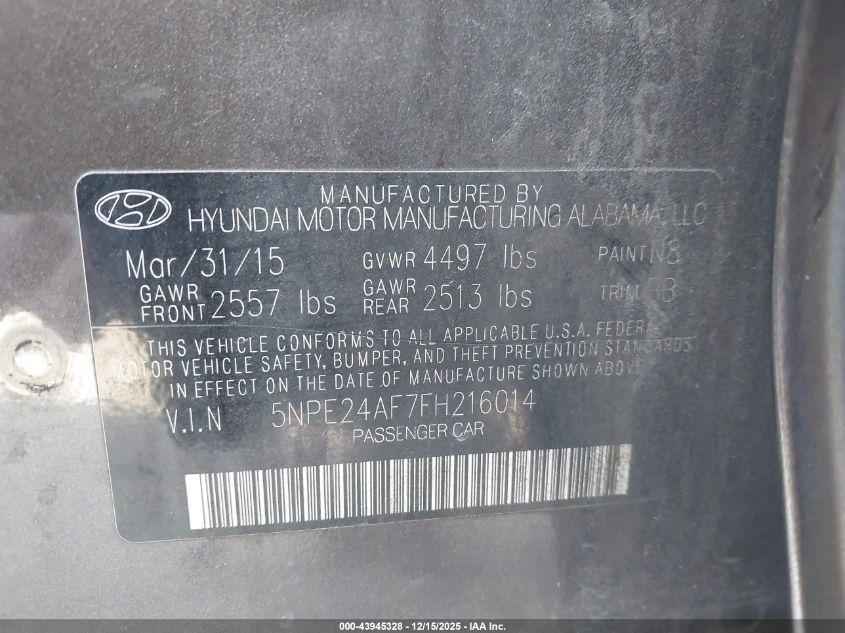 MANUFACTURED BY
HYUNDAI MOTOR MANUFACTURING ALABAMA, LLC
Mar/31/15 GVWR 4497 lbs PAINT N8
GAWR FRONT 2557 lbs GAWR REAR 2513 lbs TRIM
THIS VEHICLE CONFORMS TO ALL APPLICABLE U.S.A. FEDERAL
MOTOR VEHICLE SAFETY, BUMPER, AND THEFT PREVENTION STANDARDS
IN EFFECT ON THE DATE OF MANUFACTURE SHOWN ABOVE
V.I.N 5NPE24AF7FH216014
PASSENGER CAR
000-43945328 - 12/15/2025 - IAA Inc.